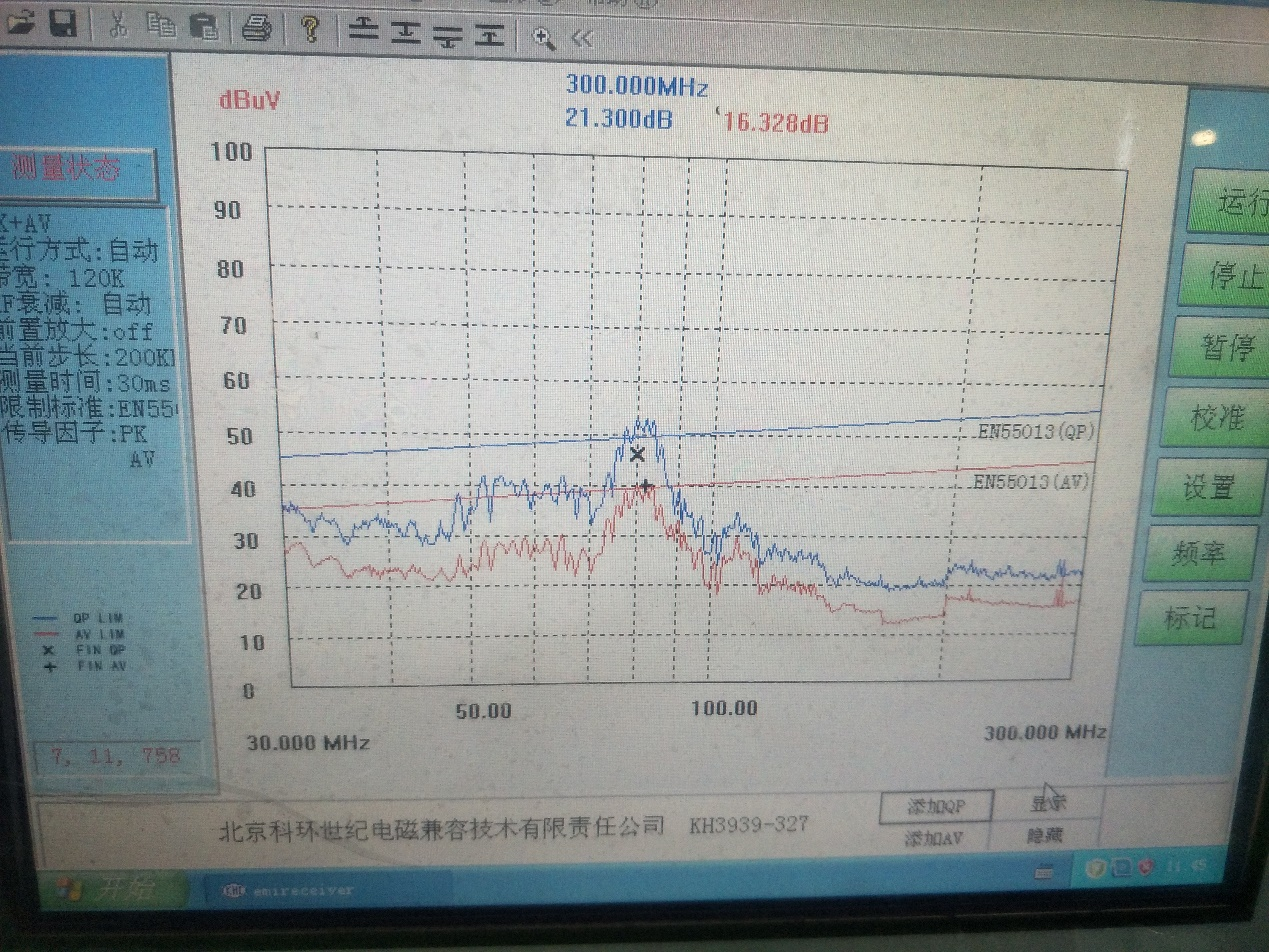 300.000MHz
dBuV
21.300dB
16.328dB
100
90
80
70
60
50
40
30
20
10
0
EN55013(QP)
EN55013(AV)
50.00
100.00
30.000 MHz
300.000 MHz
测量状态
K+AV
行方式:自动
带宽: 120K
F衰减: 自动
前置放大:off
当前步长:200K
测量时间:30ms
限制标准:EN55
传导因子:PK
AV
QP LIM
AV LIM
× FIN QP
+ FIN AV
7, 11, 758
运行
停止
暂停
校准
设置
频率
标记
添加QP
显示
添加AV
隐藏
北京科环世纪电磁兼容技术有限责任公司 KH3939-327
开始
emireceiver
11:45